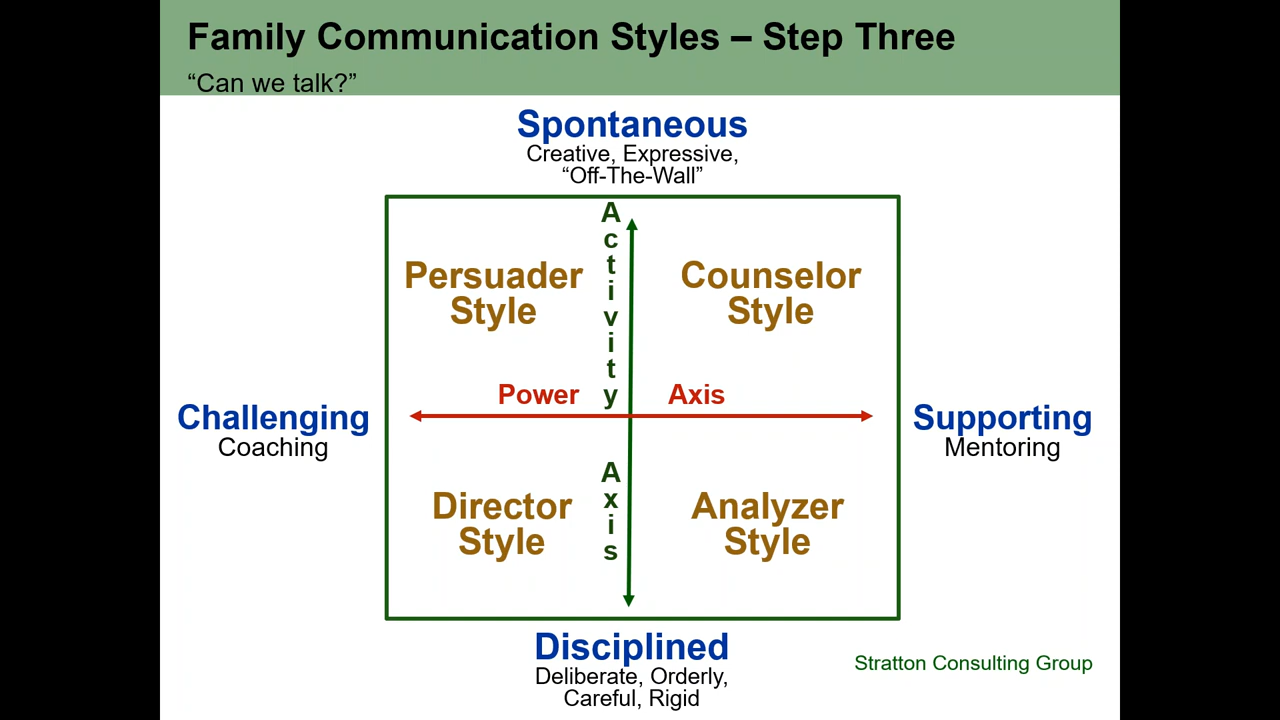 Family Communication Styles – Step Three
“Can we talk?”
Spontaneous
Creative, Expressive,
“Off-The-Wall”
Activity
Persuader
Style
Counselor
Style
Power Axis
Challenging
Coaching
Supporting
Mentoring
Axis
Director
Style
Analyzer
Style
Disciplined
Deliberate, Orderly,
Careful, Rigid
Stratton Consulting Group